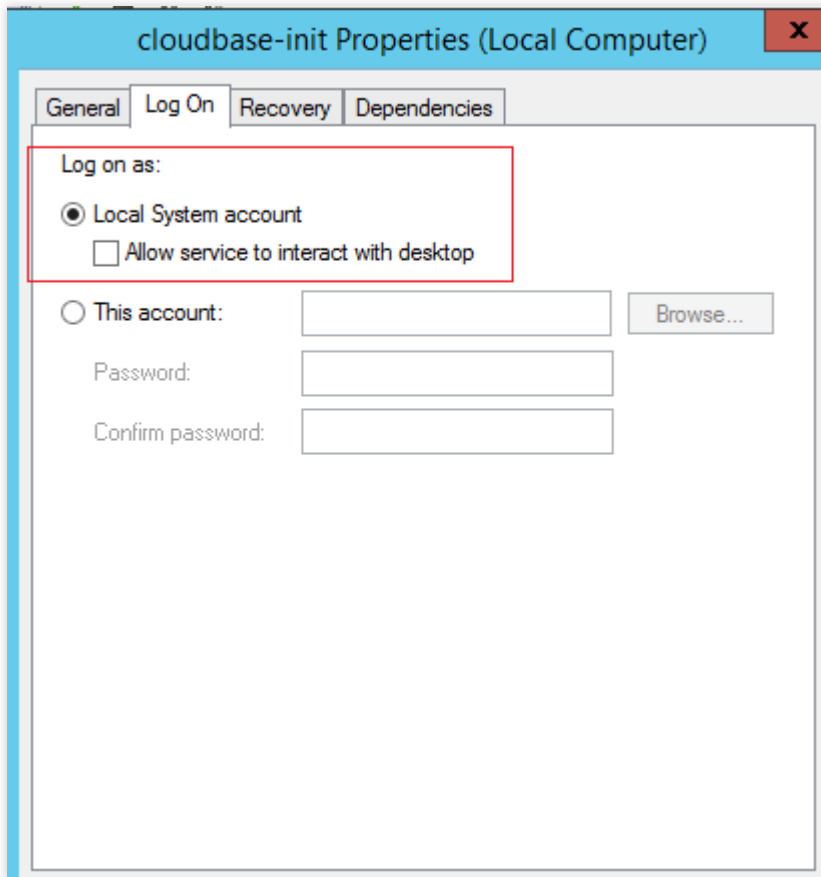 cloudbase-init Properties (Local Computer)
x
General Log On Recovery Dependencies
Log on as:
Local System account
Allow service to interact with desktop
This account:
Browse...
Password:
Confirm password: